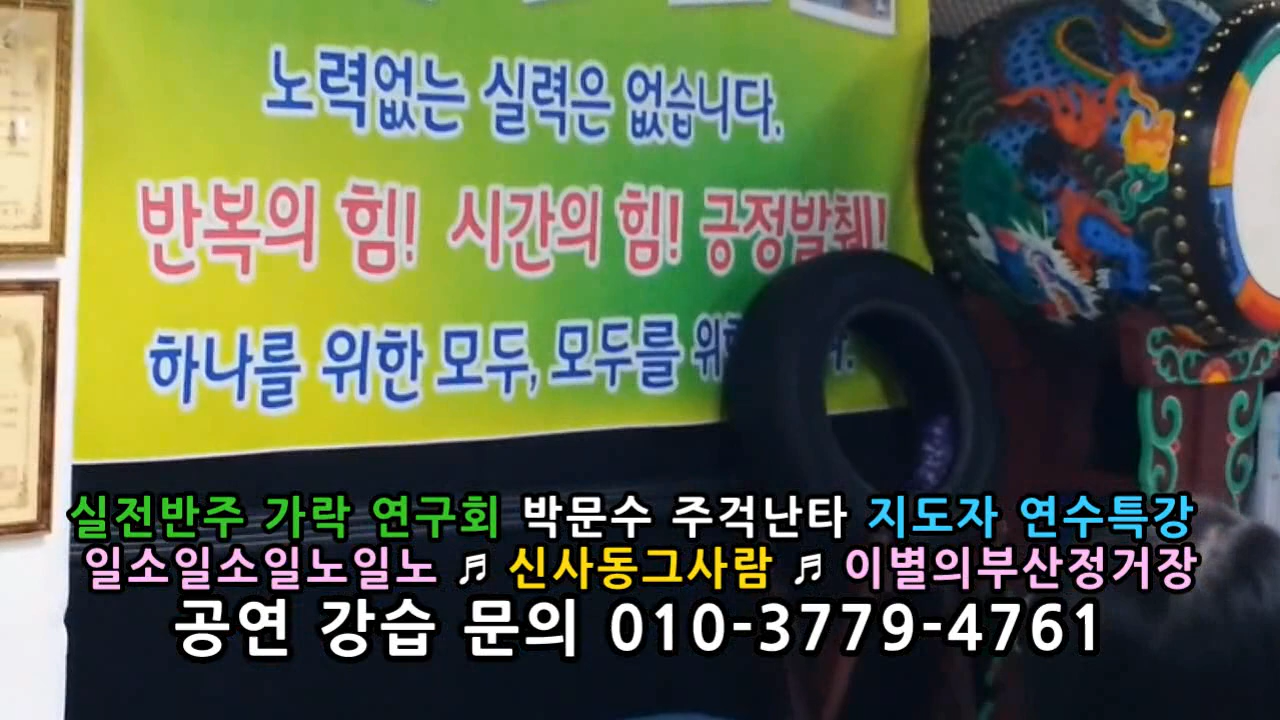 노력없는 실력은 없습니다.
반복의 힘! 시간의 힘! 긍정발췌!
하나를 위한 모두, 모두를
실전반주 가락 연구회 박문수 주걱난타 지도자 연수특강
일소일소일노일노 ♬ 신사동그사람 ♬ 이별의부산정거장
공연 강습 문의 010-3779-4761